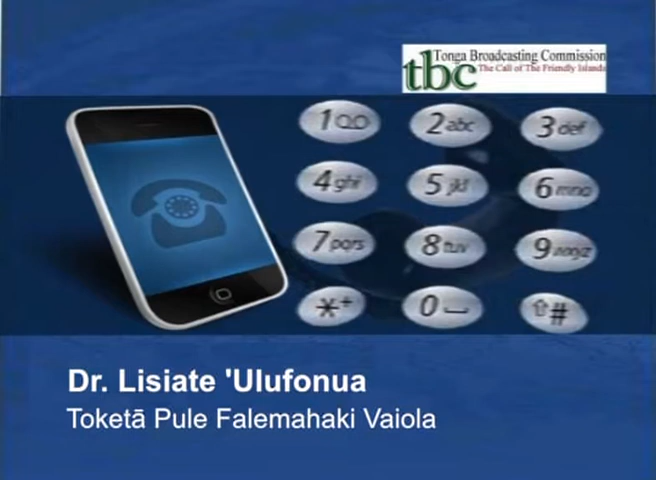 Tonga Broadcasting Commission
tbc The Call of The Friendly Islands
1 2abc 3def
4ghi 5jkl 6mno
7pqrs 8tuv 9wxyz
*+ 0 #
Dr. Lisiate 'Ulufonua
Toketā Pule Falemahaki Vaiola